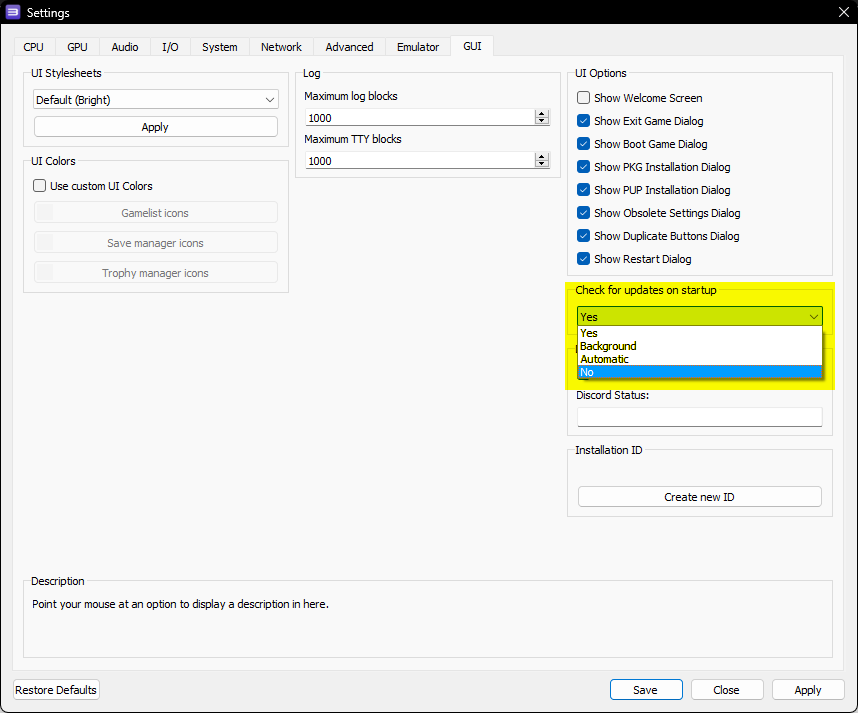 Settings
CPU GPU Audio I/O System Network Advanced Emulator GUI
UI Stylesheets
Default (Bright)
Apply
UI Colors
Use custom UI Colors
Gamelist icons
Save manager icons
Trophy manager icons
Log
Maximum log blocks
1000
Maximum TTY blocks
1000
UI Options
Show Welcome Screen
Show Exit Game Dialog
Show Boot Game Dialog
Show PKG Installation Dialog
Show PUP Installation Dialog
Show Obsolete Settings Dialog
Show Duplicate Buttons Dialog
Show Restart Dialog
Check for updates on startup
Yes
Yes
Background
Automatic
No
Discord Status:
Installation ID
Create new ID
Description
Point your mouse at an option to display a description in here.
Restore Defaults Save Close Apply